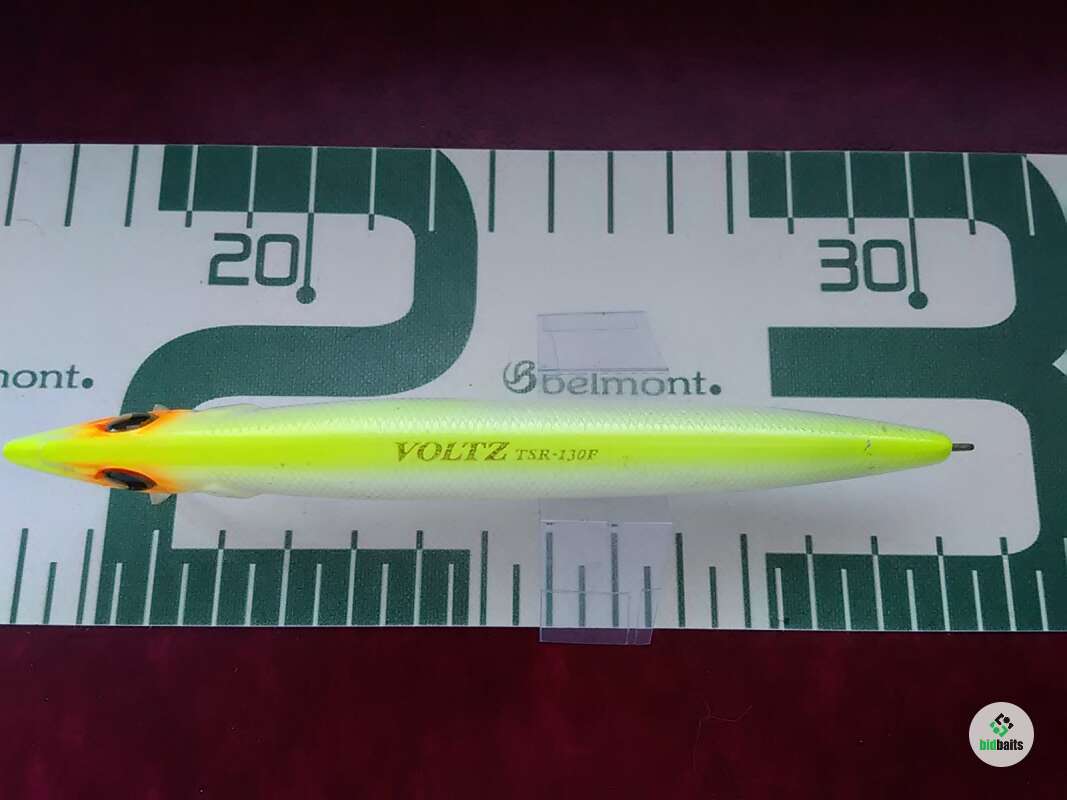 20
30
mont.
belmont.
VOLTZ TSR-130F
bidbaits